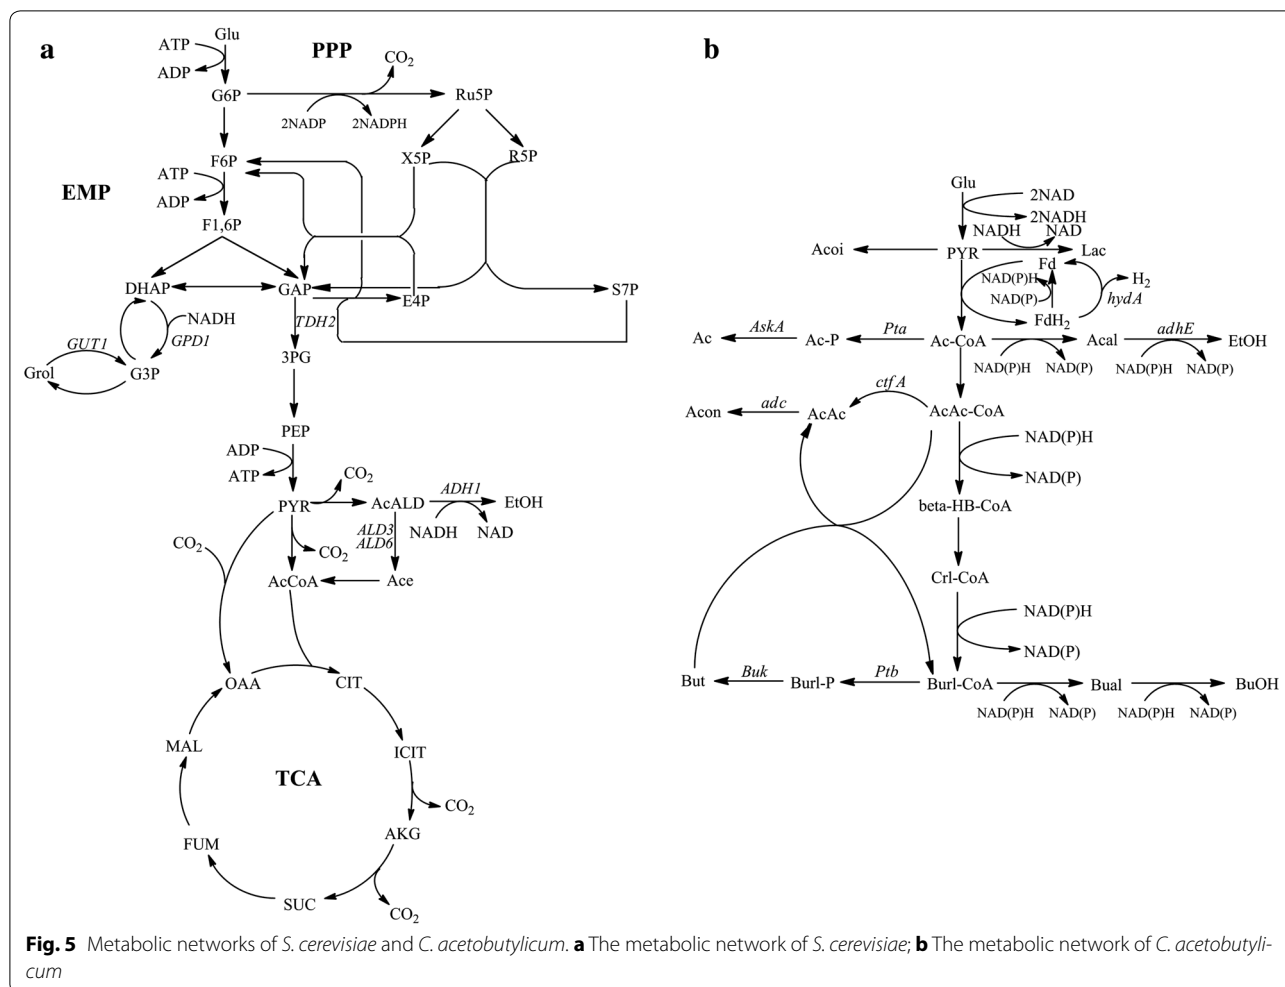 a
Glu
ATP
ADP
PPP
CO2
G6P
Ru5P
2NADP
2NADPH
F6P
X5P
R5P
ATP
ADP
EMP
F1,6P
DHAP
GAP
E4P
S7P
NADH
TDH2
GPD1
GUT1
Grol
G3P
3PG
PEP
ADP
ATP
CO2
PYR
AcALD
ADH1
EtOH
ALD3
ALD6
NADH
NAD
CO2
CO2
AcCoA
Ace
OAA
CIT
MAL
ICIT
TCA
CO2
FUM
AKG
SUC
CO2
b
Glu
2NAD
2NADH
NADH
NAD
Acoi
PYR
Lac
Fd
NAD(P)H
NAD(P)
H2
hydA
FdH2
Ac
AskA
Ac-P
Pta
Ac-CoA
Acal
adhE
EtOH
NAD(P)H
NAD(P)
NAD(P)H
NAD(P)
ctfA
Acon
adc
AcAc
AcAc-CoA
NAD(P)H
NAD(P)
beta-HB-CoA
Crl-CoA
NAD(P)H
NAD(P)
But
Buk
Burl-P
Ptb
Burl-CoA
Bual
BuOH
NAD(P)H
NAD(P)
NAD(P)H
NAD(P)
Fig. 5 Metabolic networks of S. cerevisiae and C. acetobutylicum. a The metabolic network of S. cerevisiae; b The metabolic network of C. acetobutyli-
cum